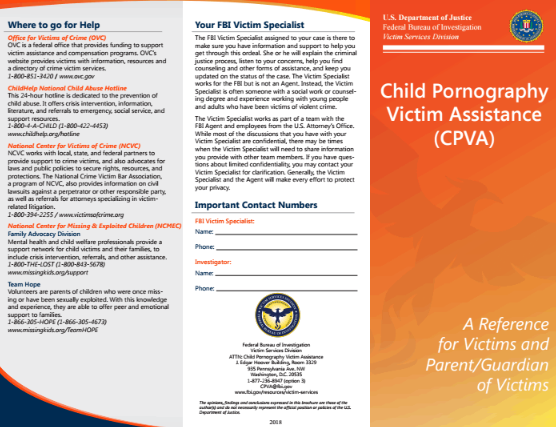 Where to go for Help
Office for Victims of Crime (OVC)
OVC is a federal office that provides funding to support
victim assistance and compensation programs. OVC's
website provides victims with information, resources and
a directory of crime victim services.
1-800-851-3420 / www.ovc.gov
ChildHelp National Child Abuse Hotline
This 24-hour hotline is dedicated to the prevention of
child abuse. It offers crisis intervention, information,
literature, and referrals to emergency, social service, and
support resources.
1-800-4-A-CHILD (1-800-422-4453)
www.childhelp.org/hotline
National Center for Victims of Crime (NCVC)
NCVC works with local, state, and federal partners to
provide support to crime victims, and also advocates for
laws and public policies to secure rights, resources, and
protections. The National Crime Victim Bar Association,
a program of NCVC, also provides information on civil
lawsuits against a perpetrator or other responsible party,
as well as referrals for attorneys specializing in victim-
related litigation.
1-800-394-2255 / www.victimsofcrime.org
National Center for Missing & Exploited Children (NCMEC)
Family Advocacy Division
Mental health and child welfare professionals provide a
support network for child victims and their families, to
include crisis intervention, referrals, and other assistance.
1-800-THE-LOST (1-800-843-5678)
www.missingkids.org/support
Team Hope
Volunteers are parents of children who were once miss-
ing or have been sexually exploited. With this knowledge
and experience, they are able to offer peer and emotional
support to families.
1-866-305-HOPE (1-866-305-4673)
www.missingkids.org/TeamHOPE
Your FBI Victim Specialist
The FBI Victim Specialist assigned to your case is there to
make sure you have information and support to help you
get through this ordeal. She or he will explain the criminal
justice process, listen to your concerns, help you find
counseling and other forms of assistance, and keep you
updated on the status of the case. The Victim Specialist
works for the FBI but is not an Agent. Instead, the Victim
Specialist is often someone with a social work or counsel-
ing degree and experience working with young people
and adults who have been victims of violent crime.
The Victim Specialist works as part of a team with the
FBI Agent and employees from the U.S. Attorney's Office.
While most of the discussions that you have with your
Victim Specialist are confidential, there may be times
when the Victim Specialist will need to share information
you provide with other team members. If you have ques-
tions about limited confidentiality, you may contact your
Victim Specialist for clarification. Generally, the Victim
Specialist and the Agent will make every effort to protect
your privacy.
Important Contact Numbers
FBI Victim Specialist:
Name:
Phone:
Investigator:
Name:
Phone:
Federal Bureau of Investigation
Victim Services Division
ATTN: Child Pornography Victim Assistance
J. Edgar Hoover Building, Room 3329
935 Pennsylvania Ave. NW
Washington, D.C. 20535
1-877-236-8947 (option 3)
CPVA@fbi.gov
www.fbi.gov/resources/victim-services
The opinions, findings and conclusions expressed in this brochure are those of the
author(s) and do not necessarily represent the official position or policies of the U.S.
Department of Justice.
2018
U.S. Department of Justice
Federal Bureau of Investigation
Victim Services Division
Child Pornography
Victim Assistance
(CPVA)
A Reference
for Victims and
Parent/Guardian
of Victims